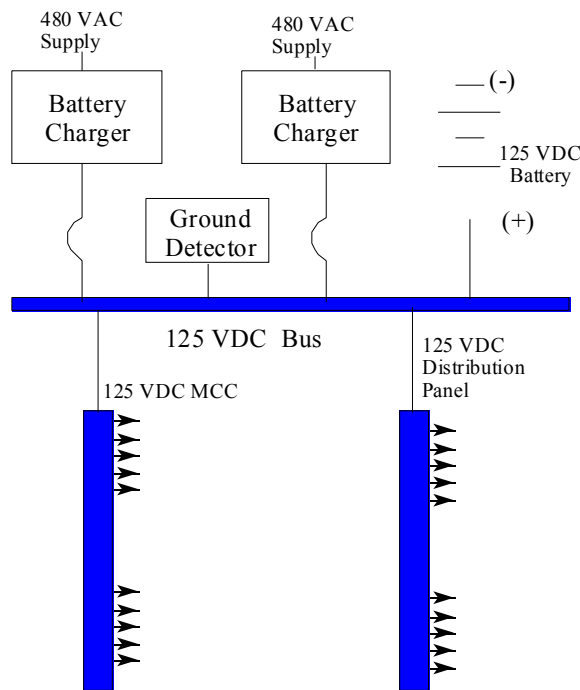 480 VAC
Supply
480 VAC
Supply
Battery
Charger
Battery
Charger
(-)
125 VDC
Battery
Ground
Detector
(+)
125 VDC Bus
125 VDC
Distribution
Panel
125 VDC MCC